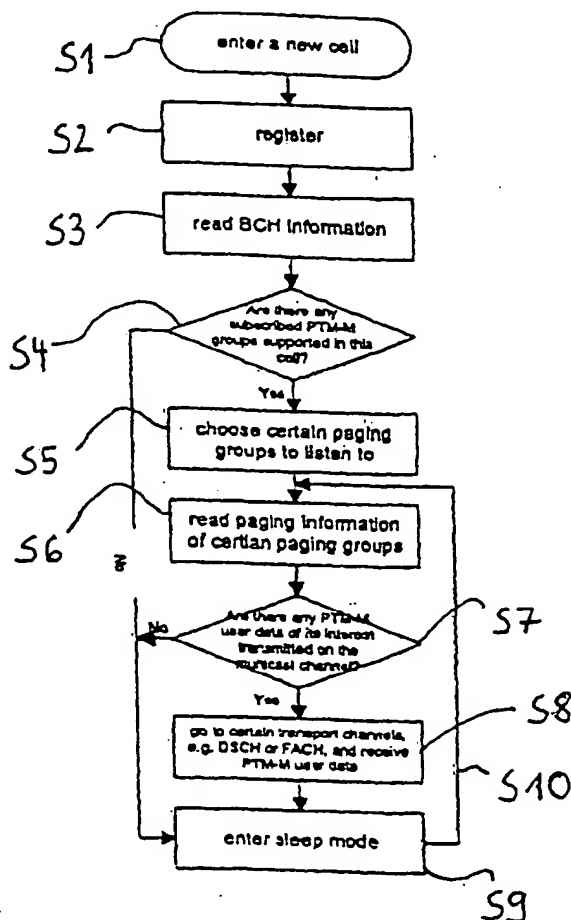 S1
enter a new cell
S2
register
S3
read BCH information
S4
Are there any
subscribed PTM-M
groups supported in this
cell?
Yes
No
S5
choose certain paging
groups to listen to
S6
read paging information
of certian paging groups
S7
Are there any PTM-M
user data of its interest
transmitted on the
multicast channel?
No
Yes
S8
go to certain transport channels,
e.g. DSCH or FACH, and receive
PTM-M user data
S10
enter sleep mode
S9